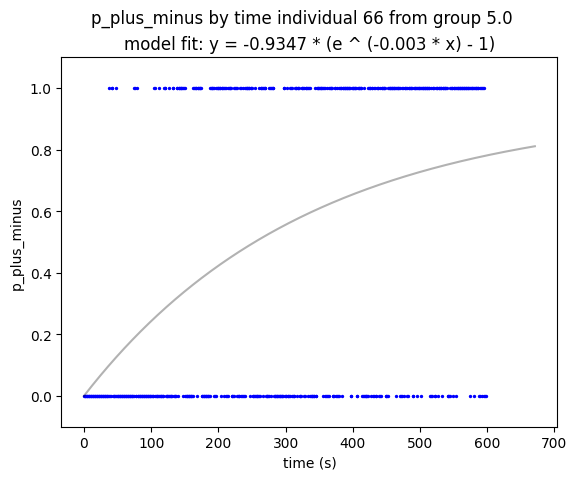 p_plus_minus by time individual 66 from group 5.0
model fit: y = -0.9347 * (e ^ (-0.003 * x) - 1)
1.0
0.8
0.6
0.4
0.2
0.0
p_plus_minus
0 100 200 300 400 500 600 700
time (s)